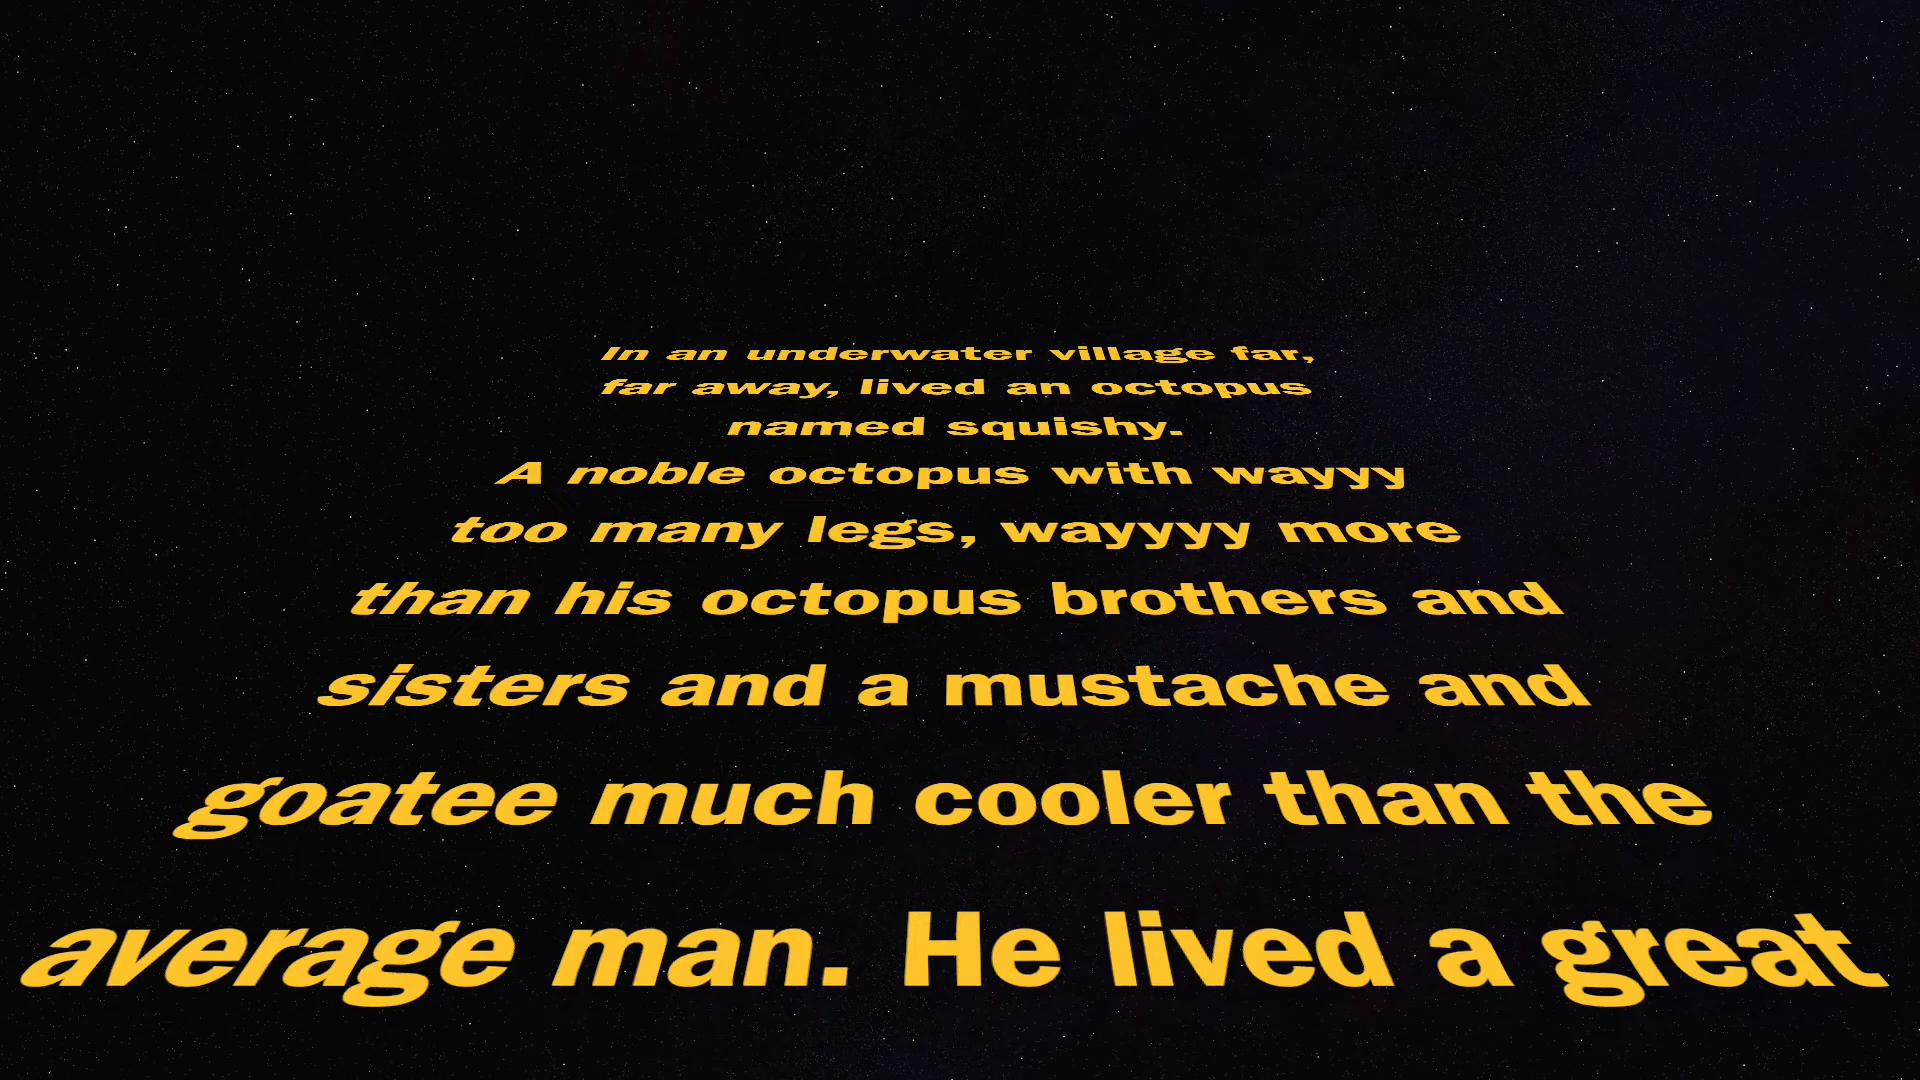 In an underwater village far,
far away, lived an octopus
named squishy.
A noble octopus with wayyy
too many legs, wayyyy more
than his octopus brothers and
sisters and a mustache and
goatee much cooler than the
average man. He lived a great